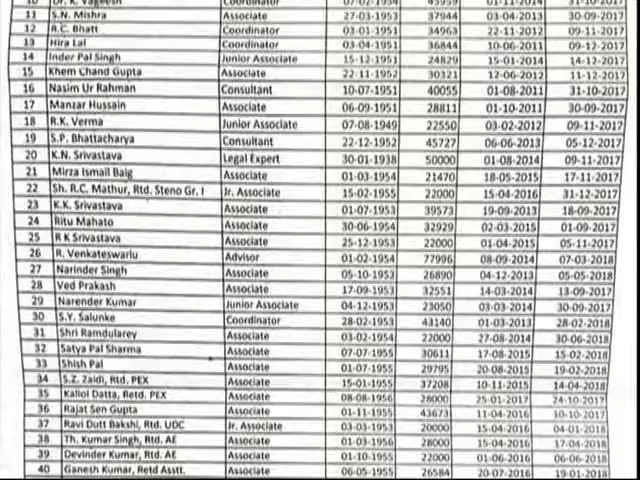 10 Dr. K. Vageesh Coordinator 07-02-1954 45959 01-11-2014 31-10-2017
11 S.N. Mishra Associate 27-03-1953 37944 03-04-2013 30-09-2017
12 R.C. Bhatt Coordinator 03-01-1951 34963 22-11-2012 09-11-2017
13 Hira Lal Coordinator 03-04-1951 36844 10-06-2011 09-12-2017
14 Inder Pal Singh Junior Associate 15-12-1951 24829 15-01-2014 14-12-2017
15 Khem Chand Gupta Associate 22-11-1952 30321 12-06-2012 11-12-2017
16 Nasim Ur Rahman Consultant 10-07-1951 40055 01-08-2011 31-10-2017
17 Manzar Hussain Associate 06-09-1951 28811 01-10-2011 30-09-2017
18 R.K. Verma Junior Associate 07-08-1949 22550 03-02-2012 09-11-2017
19 S.P. Bhattacharya Consultant 22-12-1952 45727 06-06-2013 05-12-2017
20 K.N. Srivastava Legal Expert 30-01-1938 50000 01-08-2014 09-11-2017
21 Mirza Ismail Baig Associate 01-03-1954 21470 18-05-2015 17-11-2017
22 Sh. R.C. Mathur, Rtd. Steno Gr. I Jr. Associate 15-02-1955 22000 15-04-2016 31-12-2017
23 K.K. Srivastava Associate 01-07-1953 39573 19-09-2013 18-09-2017
24 Ritu Mahato Associate 30-06-1954 32929 02-03-2015 01-09-2017
25 R K Srivastava Associate 25-12-1953 22000 01-04-2015 05-11-2017
26 R. Venkateswarlu Advisor 01-02-1954 77996 08-09-2014 07-03-2018
27 Narinder Singh Associate 05-10-1953 26890 04-12-2013 05-05-2018
28 Ved Prakash Associate 17-09-1953 32551 14-03-2014 13-09-2017
29 Narender Kumar Junior Associate 04-12-1953 23050 03-03-2014 30-09-2017
30 S.Y. Salunke Coordinator 28-02-1953 43140 01-03-2013 28-02-2018
31 Shri Ramdularey Associate 03-02-1954 22000 27-08-2014 30-06-2018
32 Satya Pal Sharma Associate 07-07-1955 30611 17-08-2015 15-02-2018
33 Shish Pal Associate 01-07-1955 29795 20-08-2015 19-02-2018
34 S.Z. Zaidi, Rtd. PEX Associate 15-01-1955 37208 10-11-2015 14-04-2018
35 Kallol Datta, Retd. PEX Associate 08-08-1956 28000 25-01-2017 24-10-2017
36 Rajat Sen Gupta Associate 01-11-1955 43673 11-04-2016 10-10-2017
37 Ravi Dutt Bakshi, Rtd. UDC Jr. Associate 03-03-1953 20000 15-04-2016 04-01-2018
38 Th. Kumar Singh, Rtd. AE Associate 01-03-1956 28000 15-04-2016 17-04-2018
39 Devinder Kumar, Rtd. AE Associate 01-10-1955 22000 01-06-2016 06-06-2018
40 Ganesh Kumar, Retd Asstt. Associate 06-05-1955 26584 20-07-2016 19-01-2018